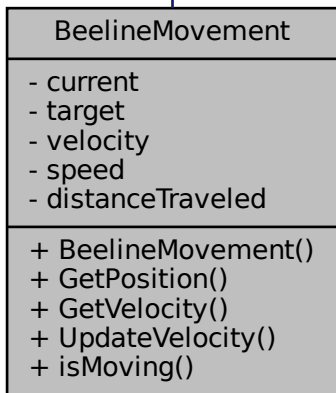 BeelineMovement
- current
- target
- velocity
- speed
- distanceTraveled
+ BeelineMovement()
+ GetPosition()
+ GetVelocity()
+ UpdateVelocity()
+ isMoving()